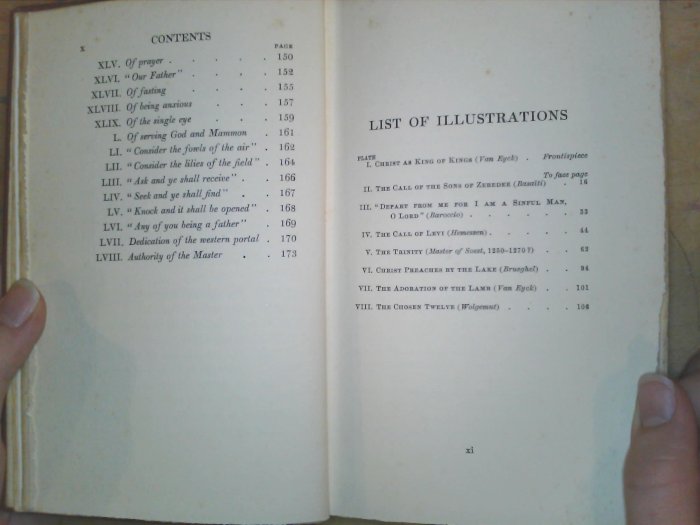 x
CONTENTS
PAGE
XLV. Of prayer . . . . . 150
XLVI. "Our Father" . . . . 152
XLVII. Of fasting . . . . 155
XLVIII. Of being anxious . . . . 157
XLIX. Of the single eye . . . . 159
L. Of serving God and Mammon . 161
LI. "Consider the fowls of the air" . 162
LII. "Consider the lilies of the field" . 164
LIII. "Ask and ye shall receive" . . 166
LIV. "Seek and ye shall find" . . 167
LV. "Knock and it shall be opened" . 168
LVI. "Any of you being a father" . 169
LVII. Dedication of the western portal . 170
LVIII. Authority of the Master . . 173
LIST OF ILLUSTRATIONS
PLATE
I. Christ as King of Kings (Van Eyck) . Frontispiece
To face page
II. The Call of the Sons of Zebedee (Basaiti) . 16
III. "Depart from me for I am a Sinful Man,
O Lord" (Baroccio) . . . . . . 33
IV. The Call of Levi (Hemessen) . . . . 44
V. The Trinity (Master of Soest, 1250-1270?) . . 62
VI. Christ Preaches by the Lake (Brueghel) . . 94
VII. The Adoration of the Lamb (Van Eyck) . . 101
VIII. The Chosen Twelve (Wolgemut) . . . . 106
xi